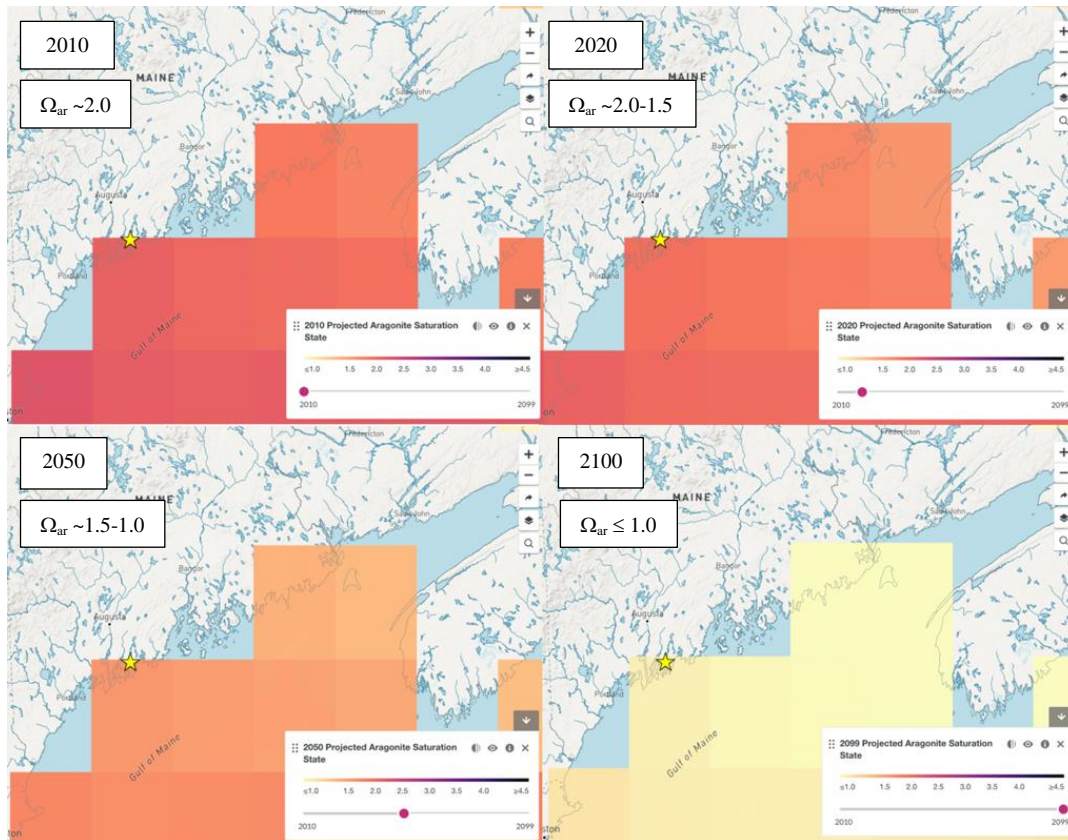 2010
Ωar ~2.0
Fredericton
MAINE
Saint John
Bangor
Augusta
Portland
Gulf of Maine
2010 Projected Aragonite Saturation
State
≤1.0 1.5 2.0 2.5 3.0 3.5 4.0 ≥4.5
2010 2099
2020
Ωar ~2.0-1.5
Fredericton
MAINE
Saint John
Bangor
Augusta
Portland
Gulf of Maine
2020 Projected Aragonite Saturation
State
≤1.0 1.5 2.0 2.5 3.0 3.5 4.0 ≥4.5
2010 2099
ston
2050
Ωar ~1.5-1.0
Fredericton
MAINE
Saint John
Bangor
Augusta
Portland
Gulf of Maine
2050 Projected Aragonite Saturation
State
≤1.0 1.5 2.0 2.5 3.0 3.5 4.0 ≥4.5
2010 2099
ston
2100
Ωar ≤ 1.0
Fredericton
MAINE
Saint John
Bangor
Augusta
Portland
Gulf of Maine
2099 Projected Aragonite Saturation
State
≤1.0 1.5 2.0 2.5 3.0 3.5 4.0 ≥4.5
2010 2099
ston